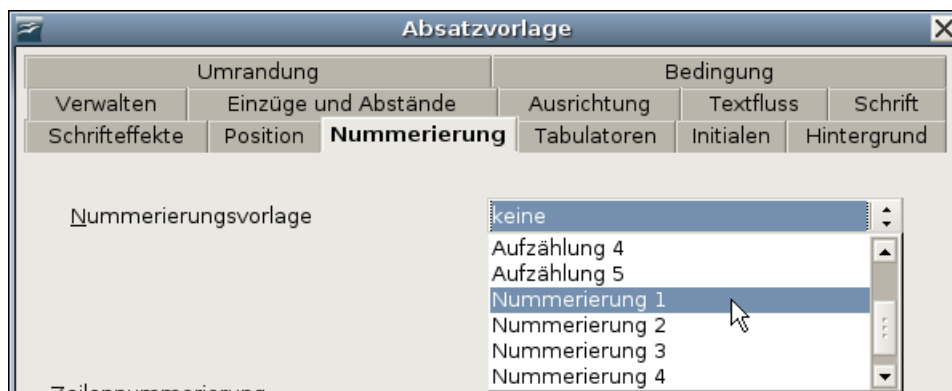 Absatzvorlage
Umrandung Bedingung
Verwalten Einzüge und Abstände Ausrichtung Textfluss Schrift
Schrifteffekte Position Nummerierung Tabulatoren Initialen Hintergrund
Nummerierungsvorlage keine
Aufzählung 4
Aufzählung 5
Nummerierung 1
Nummerierung 2
Nummerierung 3
Nummerierung 4